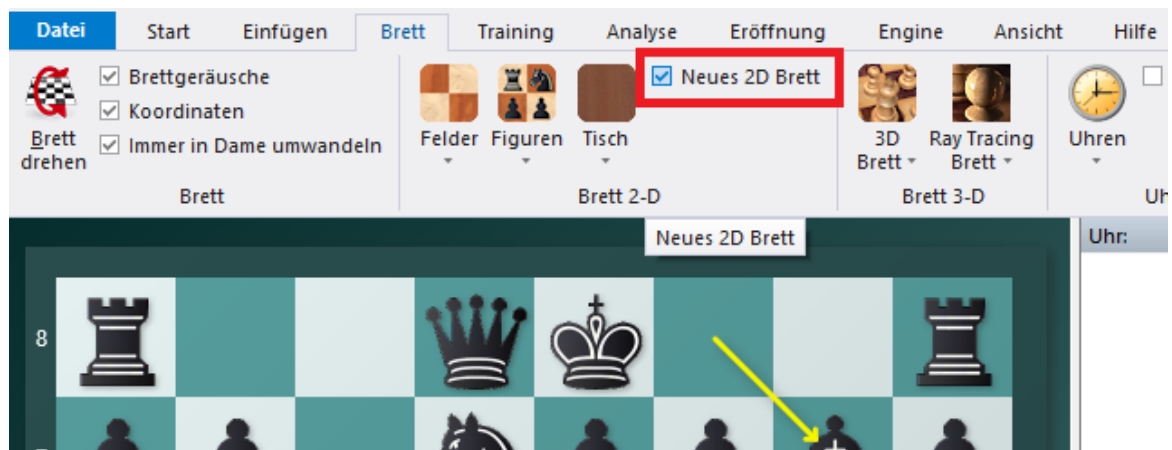 Datei Start Einfügen Brett Training Analyse Eröffnung Engine Ansicht Hilfe
Brettgeräusche
Koordinaten
Immer in Dame umwandeln
Brett
drehen
Brett
Felder Figuren Tisch
Neues 2D Brett
Brett 2-D
3D
Brett
Ray Tracing
Brett
Brett 3-D
Uhren
Neues 2D Brett
Uhr:
8